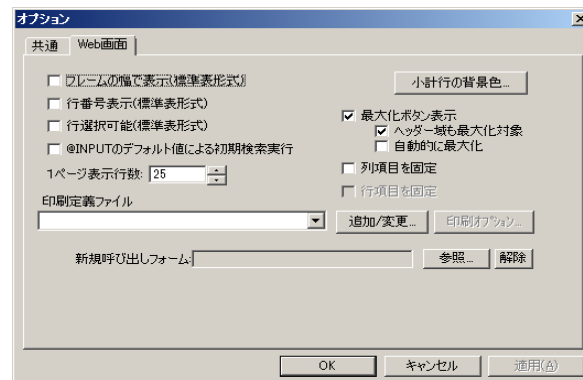 オプション
共通 Web画面
フレームの幅で表示(標準表形式)
行番号表示(標準表形式)
行選択可能(標準表形式)
@INPUTのデフォルト値による初期検索実行
1ページ表示行数: 25
小計行の背景色...
最大化ボタン表示
ヘッダー域も最大化対象
自動的に最大化
列項目を固定
行項目を固定
印刷定義ファイル
追加/変更... 印刷オプション...
新規呼び出しフォーム: 参照... 解除
OK キャンセル 適用(A)